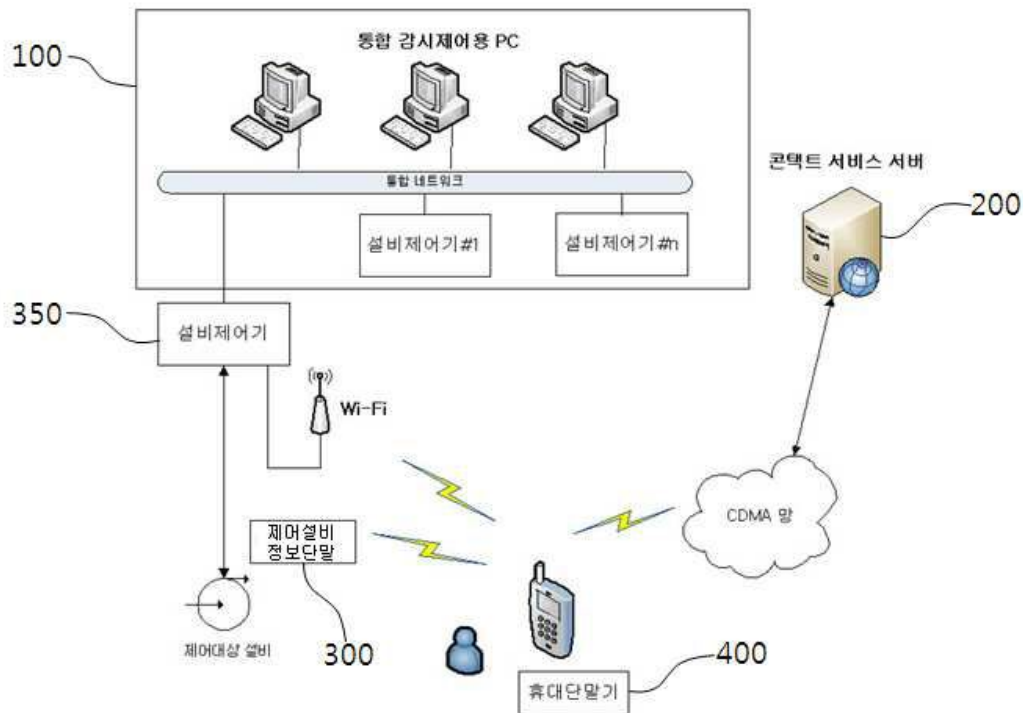 100
통합 감시제어용 PC
통합 네트워크
설비제어기#1
설비제어기#n
콘택트 서비스 서버
200
350
설비제어기
Wi-Fi
CDMA 망
제어설비
정보단말
제어대상 설비
300
400
휴대단말기